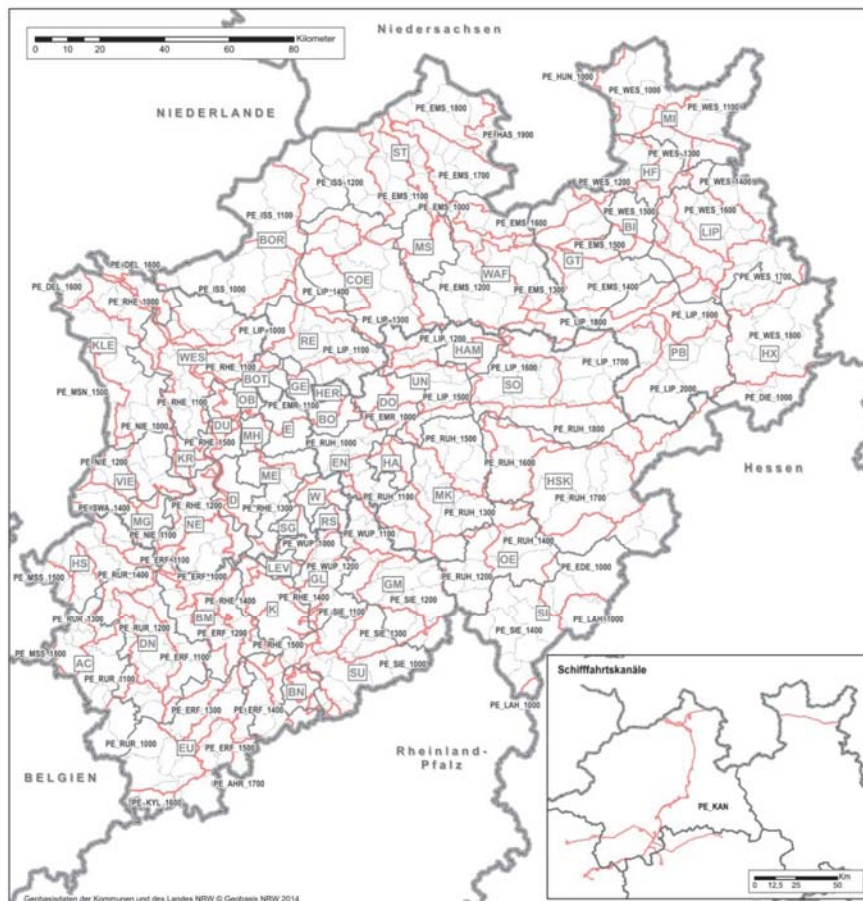 Niedersachsen
Kilometer
0 20 40 60 80
NIEDERLANDE
PE_HUN_1000
PE_WES_1000
PE_WES_1100
MI
PE_EMS_1800
PE_HAS_1900
ST
PE_WES_1300
HF
PE_ISS_1200
PE_EMS_1700
PE_WES_1200
PE_WES_1400
PE_EMS_1100
PE_EMS_1000
PE_ISS_1100
PE_WES_1500
PE_WES_1600
PE_EMS_1600
BI
LIP
BOR
MS
PE_EMS_1500
GT
PE_DEL_1600
WAF
PE_WES_1700
PE_DEL_1600
PE_RHE_1000
PE_ISS_1000
COE
PE_LIP_1400
PE_EMS_1200
PE_EMS_1300
PE_EMS_1400
PE_LIP_1300
PE_LIP_1800
PE_LIP_1900
KLE
PE_LIP_1000
RE
PE_LIP_1200
PE_WES_1800
WES
PE_LIP_1100
HAM
PB
HX
PE_RHE_1100
PE_LIP_1600
PE_LIP_1700
BOT
GE
HER
UN
SO
PE_LIP_2000
PE_MSN_1500
OB
PE_EMR_1100
DO
PE_LIP_1500
PE_DIE_1000
PE_RHE_1100
BO
PE_EMR_1000
DU
E
PE_NIE_1000
MH
PE_RUH_1000
PE_RUH_1500
PE_RUH_1800
PE_RHE_1500
PE_NIE_1200
KR
EN
HA
PE_RUH_1600
Hessen
VIE
ME
HSK
PE_SWA_1400
PE_RHE_1200
D
W
PE_RUH_1100
MK
PE_RUH_1700
MG
NE
PE_RHE_1300
RS
PE_RUH_1300
PE_NIE_1100
SG
PE_WUP_1000
PE_WUP_1100
PE_RUH_1400
HS
PE_ERF_1100
LEV
PE_WUP_1200
OE
PE_MSS_1500
PE_RUR_1400
PE_ERF_1000
GL
GM
PE_RUH_1200
PE_EDE_1000
PE_RHE_1400
PE_RHE_1400
PE_SIE_1200
PE_RUR_1300
PE_RUR_1200
BM
K
PE_SIE_1100
SI
PE_LAH_1000
DN
PE_ERF_1200
PE_SIE_1300
PE_SIE_1400
PE_MSS_1800
PE_ERF_1100
PE_RHE_1500
AC
PE_SIE_1000
PE_RUR_1100
SU
Schifffahrtskanäle
BN
PE_LAH_1000
PE_ERF_1300
PE_ERF_1400
PE_RUR_1000
EU
PE_ERF_1500
Rheinland-
Pfalz
BELGIEN
PE_AHR_1700
PE_KYL_1600
PE_KAN
Km
0 12,5 25 50
Geobasisdaten der Kommunen und des Landes NRW © Geobasis NRW 2014